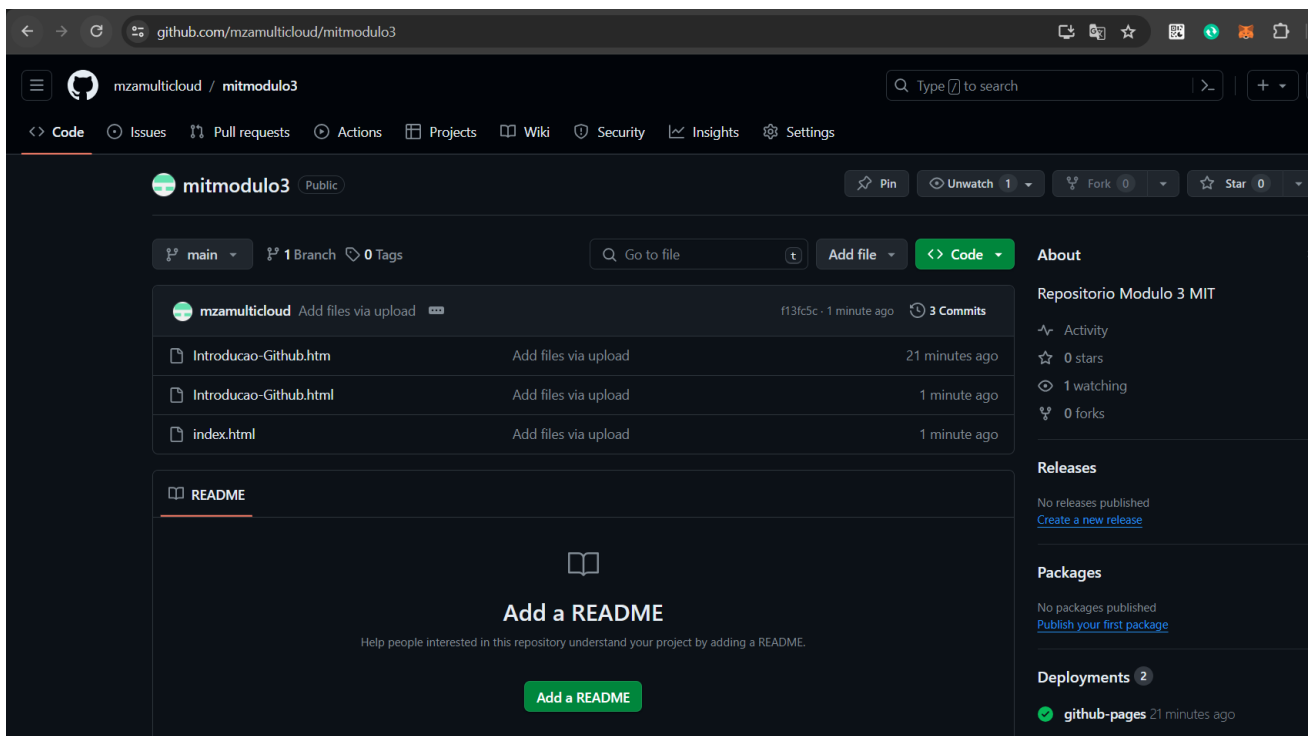 github.com/mzamulticloud/mitmodulo3
mzamulticloud / mitmodulo3
Type / to search
Code Issues Pull requests Actions Projects Wiki Security Insights Settings
mitmodulo3 Public
Pin Unwatch 1 Fork 0 Star 0
main 1 Branch 0 Tags Go to file t Add file Code
mzamulticloud Add files via upload f13fc5c · 1 minute ago 3 Commits
Introducao-Github.htm Add files via upload 21 minutes ago
Introducao-Github.html Add files via upload 1 minute ago
index.html Add files via upload 1 minute ago
README
Add a README
Help people interested in this repository understand your project by adding a README.
Add a README
About
Repositorio Modulo 3 MIT
Activity
0 stars
1 watching
0 forks
Releases
No releases published
Create a new release
Packages
No packages published
Publish your first package
Deployments 2
github-pages 21 minutes ago